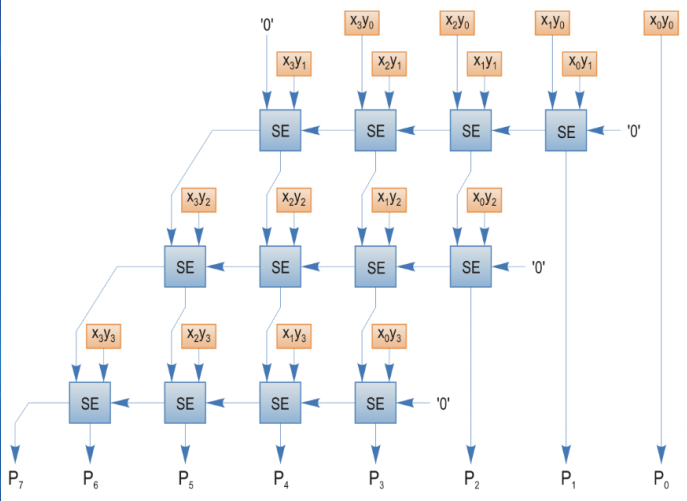 '0' x₃y₀ x₂y₀ x₁y₀ x₀y₀
x₃y₁ x₂y₁ x₁y₁ x₀y₁
SE SE SE SE '0'
x₃y₂ x₂y₂ x₁y₂ x₀y₂
SE SE SE SE '0'
x₃y₃ x₂y₃ x₁y₃ x₀y₃
SE SE SE SE '0'
P₇ P₆ P₅ P₄ P₃ P₂ P₁ P₀